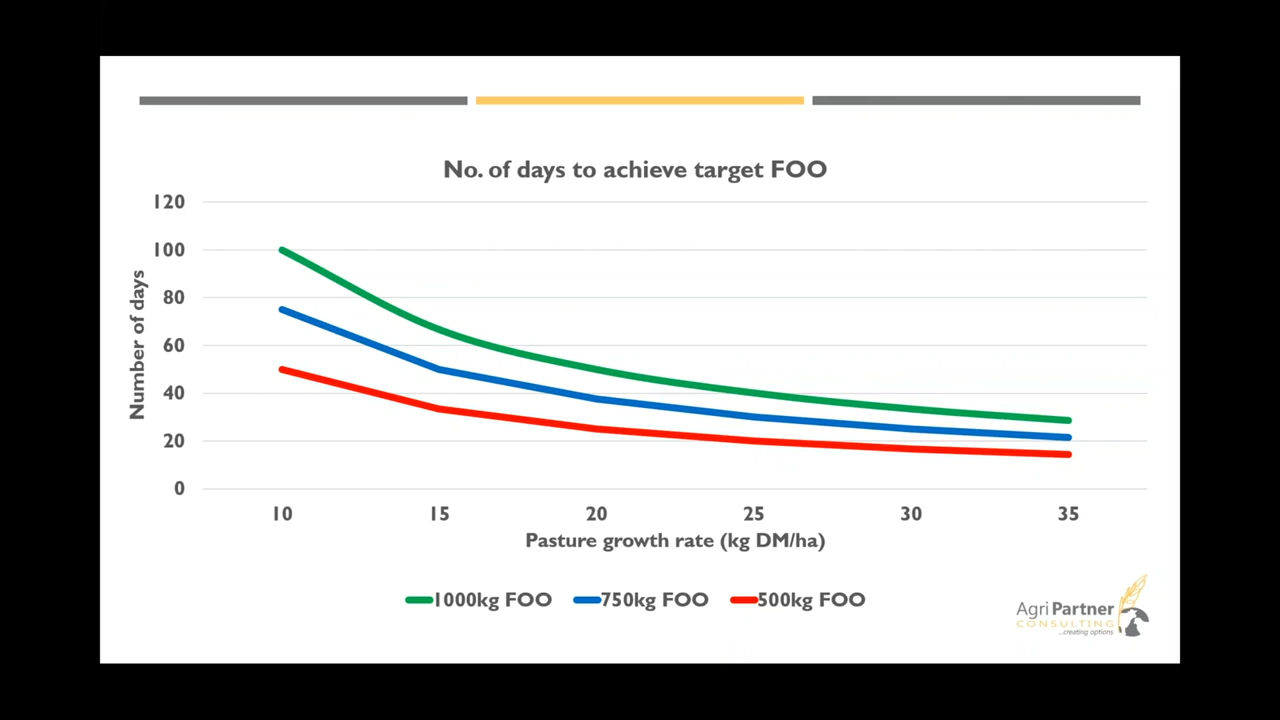 No. of days to achieve target FOO
120
100
80
60
40
20
0
Number of days
10 15 20 25 30 35
Pasture growth rate (kg DM/ha)
1000kg FOO 750kg FOO 500kg FOO
Agri Partner
CONSULTING
...creating options